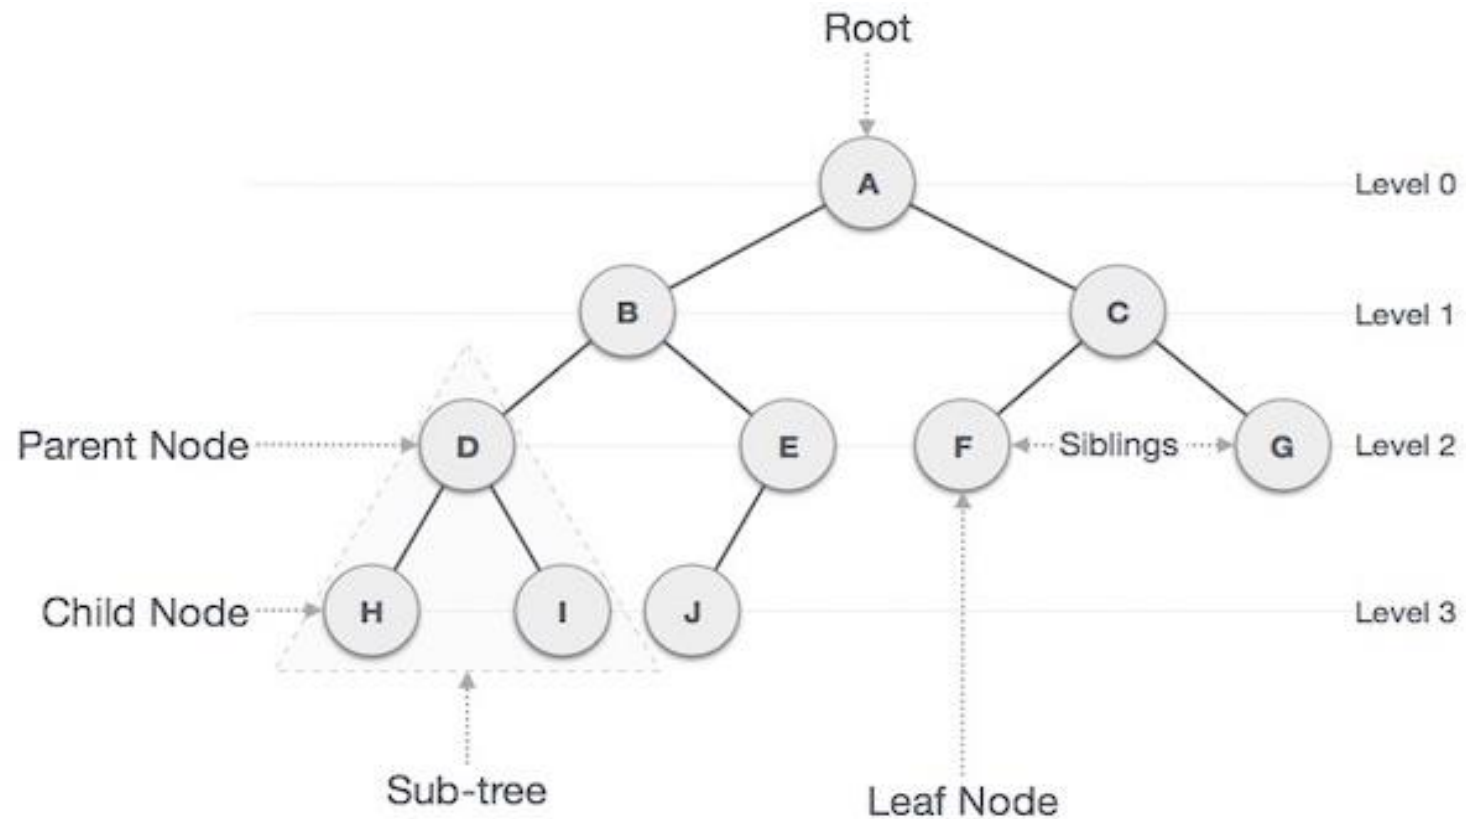 Root
A
Level 0
B
C
Level 1
Parent Node
D
E
F
Siblings
G
Level 2
Child Node
H
I
J
Level 3
Sub-tree
Leaf Node